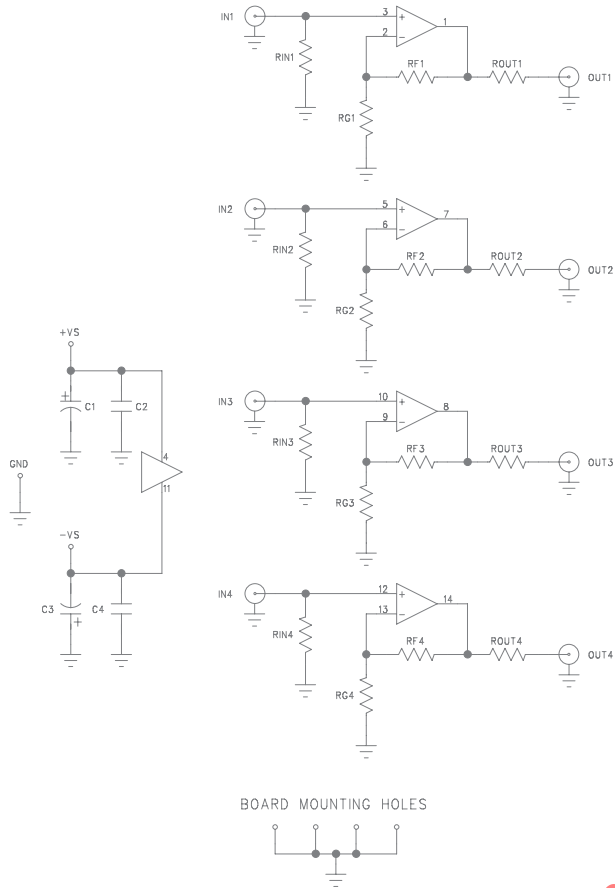 IN1
3
+
2
−
1
RIN1
RF1
ROUT1
OUT1
RG1
IN2
5
+
6
−
7
RIN2
RF2
ROUT2
OUT2
RG2
+VS
+
C1
C2
4
11
GND
−VS
C3
+
C4
IN3
10
+
9
−
8
RIN3
RF3
ROUT3
OUT3
RG3
IN4
12
+
13
−
14
RIN4
RF4
ROUT4
OUT4
RG4
BOARD MOUNTING HOLES